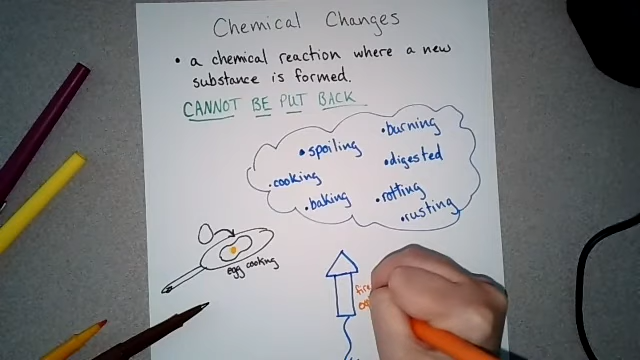 Chemical Changes
• a chemical reaction where a new
substance is formed.
CANNOT BE PUT BACK
• spoiling
• burning
• digested
• cooking
• baking
• rotting
• rusting
egg cooking